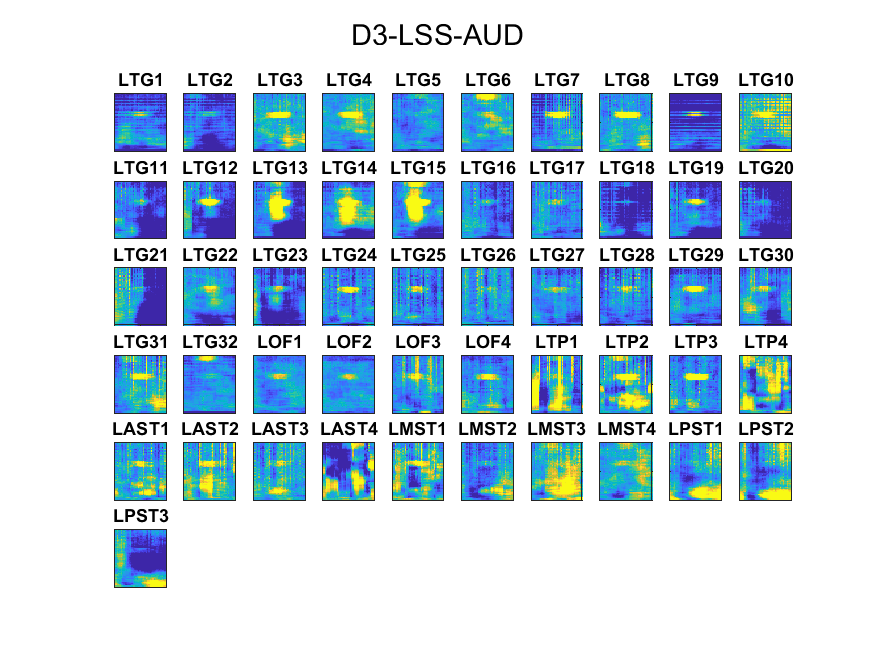 D3-LSS-AUD
LTG1 LTG2 LTG3 LTG4 LTG5 LTG6 LTG7 LTG8 LTG9 LTG10
LTG11 LTG12 LTG13 LTG14 LTG15 LTG16 LTG17 LTG18 LTG19 LTG20
LTG21 LTG22 LTG23 LTG24 LTG25 LTG26 LTG27 LTG28 LTG29 LTG30
LTG31 LTG32 LOF1 LOF2 LOF3 LOF4 LTP1 LTP2 LTP3 LTP4
LAST1 LAST2 LAST3 LAST4 LMST1 LMST2 LMST3 LMST4 LPST1 LPST2
LPST3